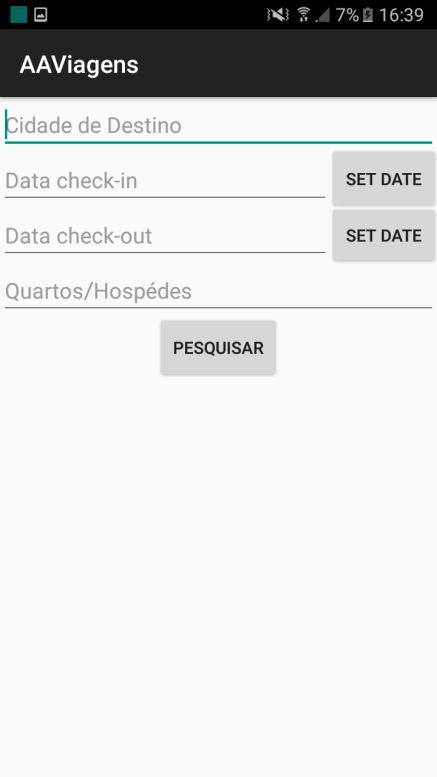 7% 16:39
AAViagens
Cidade de Destino
Data check-in SET DATE
Data check-out SET DATE
Quartos/Hospédes
PESQUISAR